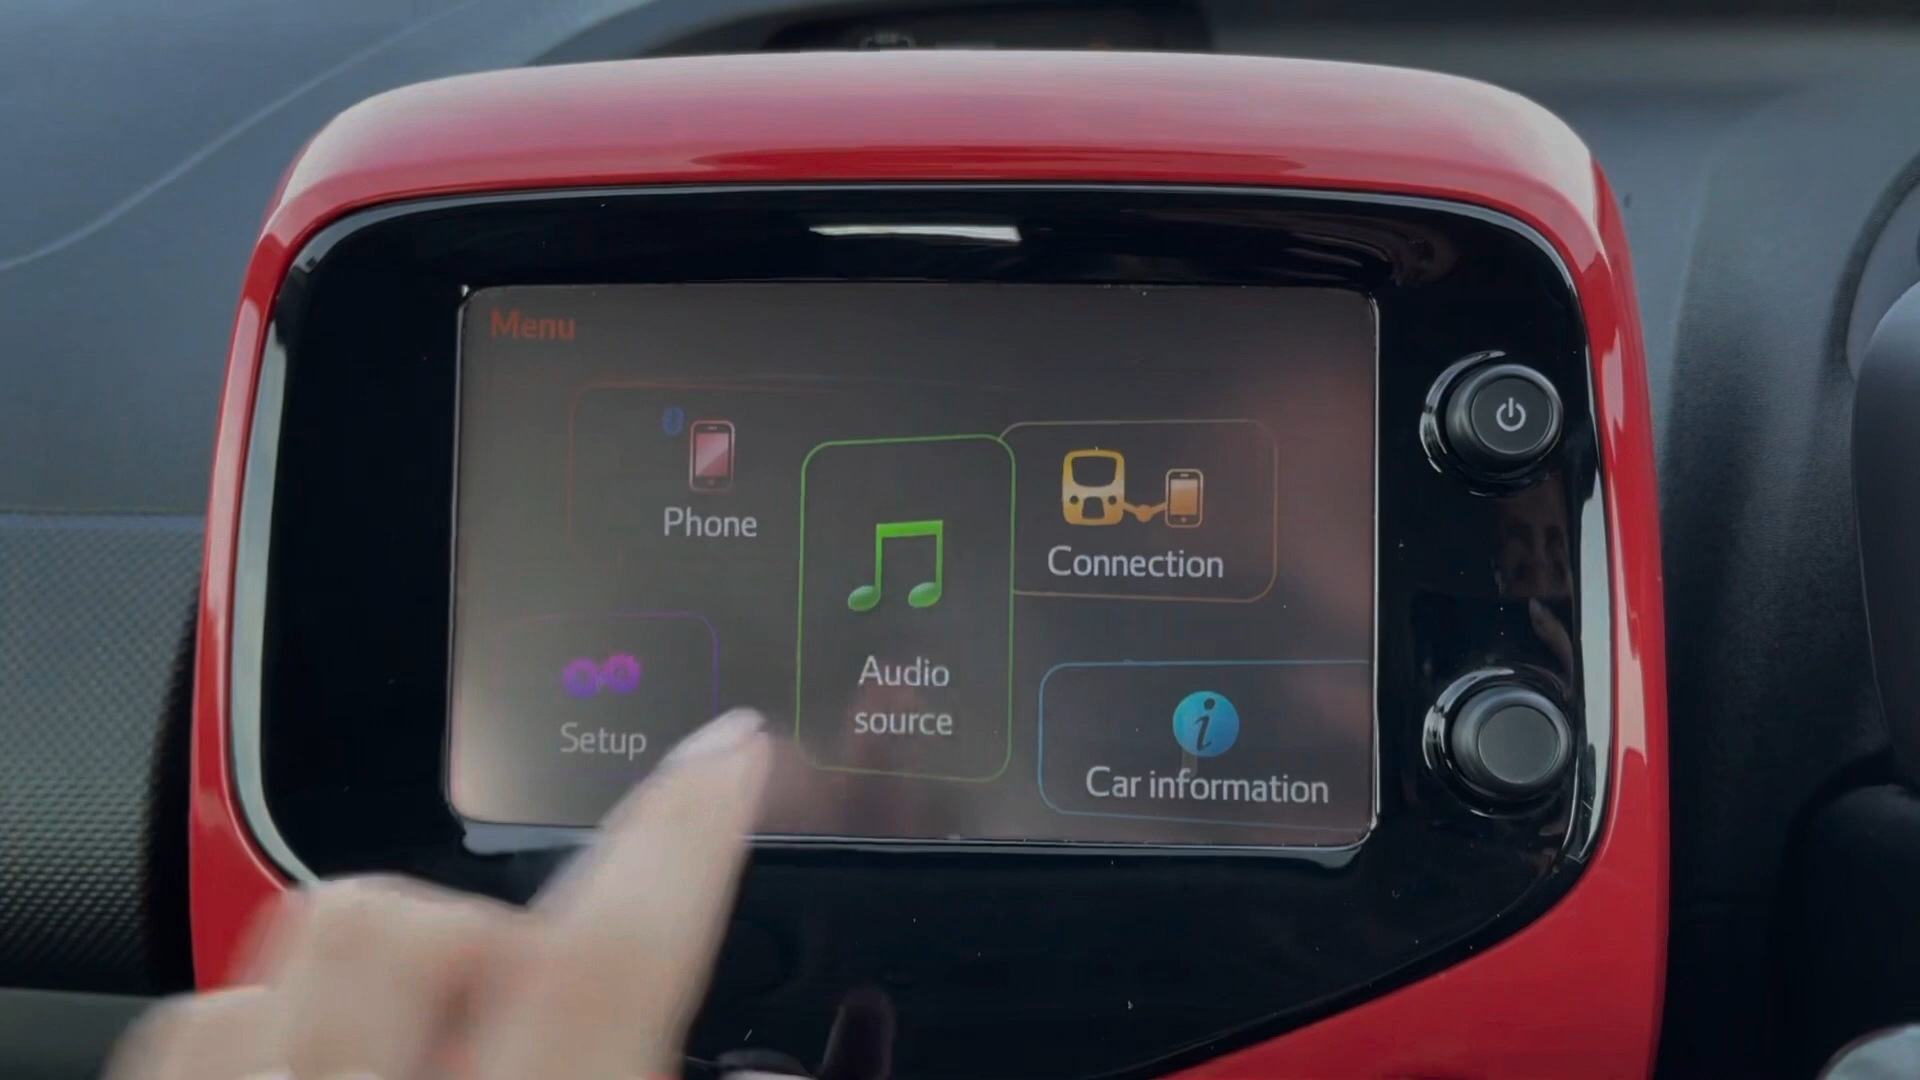 Menu
Phone
Connection
Audio
source
Setup
Car information